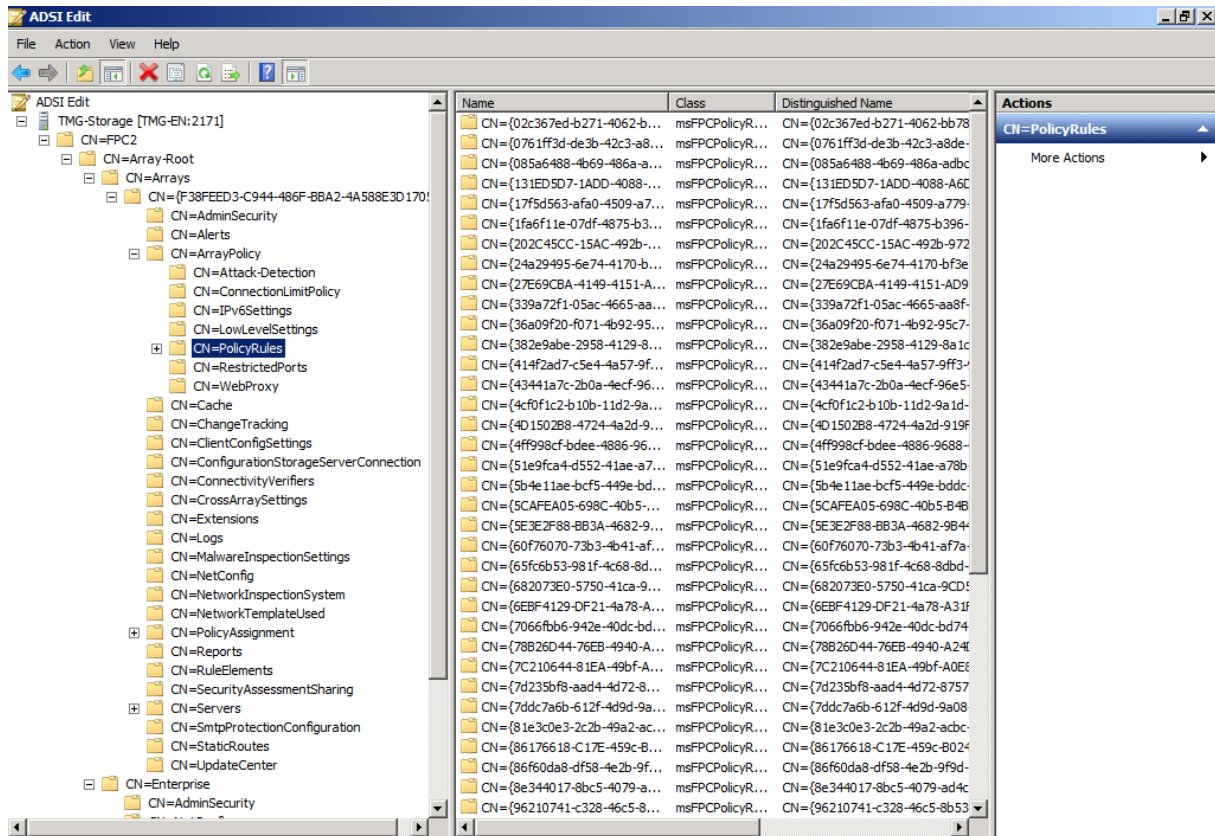 ADSI Edit
File Action View Help
ADSI Edit
TMG-Storage [TMG-EN:2171]
CN=FPC2
CN=Array-Root
CN=Arrays
CN={F38FEED3-C944-486F-BBA2-4A588E3D170
CN=AdminSecurity
CN=Alerts
CN=ArrayPolicy
CN=Attack-Detection
CN=ConnectionLimitPolicy
CN=IPv6Settings
CN=LowLevelSettings
CN=PolicyRules
CN=RestrictedPorts
CN=WebProxy
CN=Cache
CN=ChangeTracking
CN=ClientConfigSettings
CN=ConfigurationStorageServerConnection
CN=ConnectivityVerifiers
CN=CrossArraySettings
CN=Extensions
CN=Logs
CN=MalwareInspectionSettings
CN=NetConfig
CN=NetworkInspectionSystem
CN=NetworkTemplateUsed
CN=PolicyAssignment
CN=Reports
CN=RuleElements
CN=SecurityAssessmentSharing
CN=Servers
CN=SmtpProtectionConfiguration
CN=StaticRoutes
CN=UpdateCenter
CN=Enterprise
CN=AdminSecurity
Name Class Distinguished Name
CN={02c367ed-b271-4062-b... msFPCPolicyR... CN={02c367ed-b271-4062-bb78
CN={0761ff3d-de3b-42c3-a8... msFPCPolicyR... CN={0761ff3d-de3b-42c3-a8de-
CN={085a6488-4b69-486a-a... msFPCPolicyR... CN={085a6488-4b69-486a-adbc
CN={131ED5D7-1ADD-4088-... msFPCPolicyR... CN={131ED5D7-1ADD-4088-A6D
CN={17f5d563-afa0-4509-a7... msFPCPolicyR... CN={17f5d563-afa0-4509-a779-
CN={1fa6f11e-07df-4875-b3... msFPCPolicyR... CN={1fa6f11e-07df-4875-b396-
CN={202C45CC-15AC-492b-... msFPCPolicyR... CN={202C45CC-15AC-492b-972
CN={24a29495-6e74-4170-b... msFPCPolicyR... CN={24a29495-6e74-4170-bf3e
CN={27E69CBA-4149-4151-A... msFPCPolicyR... CN={27E69CBA-4149-4151-AD9
CN={339a72f1-05ac-4665-aa... msFPCPolicyR... CN={339a72f1-05ac-4665-aa8f-
CN={36a09f20-f071-4b92-95... msFPCPolicyR... CN={36a09f20-f071-4b92-95c7-
CN={382e9abe-2958-4129-8... msFPCPolicyR... CN={382e9abe-2958-4129-8a1c
CN={414f2ad7-c5e4-4a57-9f... msFPCPolicyR... CN={414f2ad7-c5e4-4a57-9ff3-
CN={43441a7c-2b0a-4ecf-96... msFPCPolicyR... CN={43441a7c-2b0a-4ecf-96e5-
CN={4cf0f1c2-b10b-11d2-9a... msFPCPolicyR... CN={4cf0f1c2-b10b-11d2-9a1d-
CN={4D1502B8-4724-4a2d-9... msFPCPolicyR... CN={4D1502B8-4724-4a2d-919F
CN={4ff998cf-bdee-4886-96... msFPCPolicyR... CN={4ff998cf-bdee-4886-9688-
CN={51e9fca4-d552-41ae-a7... msFPCPolicyR... CN={51e9fca4-d552-41ae-a78b
CN={5b4e11ae-bcf5-449e-bd... msFPCPolicyR... CN={5b4e11ae-bcf5-449e-bddc-
CN={5CAFEA05-698C-40b5-... msFPCPolicyR... CN={5CAFEA05-698C-40b5-B4B
CN={5E3E2F88-BB3A-4682-9... msFPCPolicyR... CN={5E3E2F88-BB3A-4682-9B44
CN={60f76070-73b3-4b41-af... msFPCPolicyR... CN={60f76070-73b3-4b41-af7a-
CN={65fc6b53-981f-4c68-8d... msFPCPolicyR... CN={65fc6b53-981f-4c68-8dbd-
CN={682073E0-5750-41ca-9... msFPCPolicyR... CN={682073E0-5750-41ca-9CD5
CN={6EBF4129-DF21-4a78-A... msFPCPolicyR... CN={6EBF4129-DF21-4a78-A31F
CN={7066fbb6-942e-40dc-bd... msFPCPolicyR... CN={7066fbb6-942e-40dc-bd74-
CN={78B26D44-76EB-4940-A... msFPCPolicyR... CN={78B26D44-76EB-4940-A24D
CN={7C210644-81EA-49bf-A... msFPCPolicyR... CN={7C210644-81EA-49bf-A0E8
CN={7d235bf8-aad4-4d72-8... msFPCPolicyR... CN={7d235bf8-aad4-4d72-8757
CN={7ddc7a6b-612f-4d9d-9a... msFPCPolicyR... CN={7ddc7a6b-612f-4d9d-9a08
CN={81e3c0e3-2c2b-49a2-ac... msFPCPolicyR... CN={81e3c0e3-2c2b-49a2-acbc-
CN={86176618-C17E-459c-B... msFPCPolicyR... CN={86176618-C17E-459c-B024
CN={86f60da8-df58-4e2b-9f... msFPCPolicyR... CN={86f60da8-df58-4e2b-9f9d-
CN={8e344017-8bc5-4079-a... msFPCPolicyR... CN={8e344017-8bc5-4079-ad4c
CN={96210741-c328-46c5-8... msFPCPolicyR... CN={96210741-c328-46c5-8b53
Actions
CN=PolicyRules
More Actions